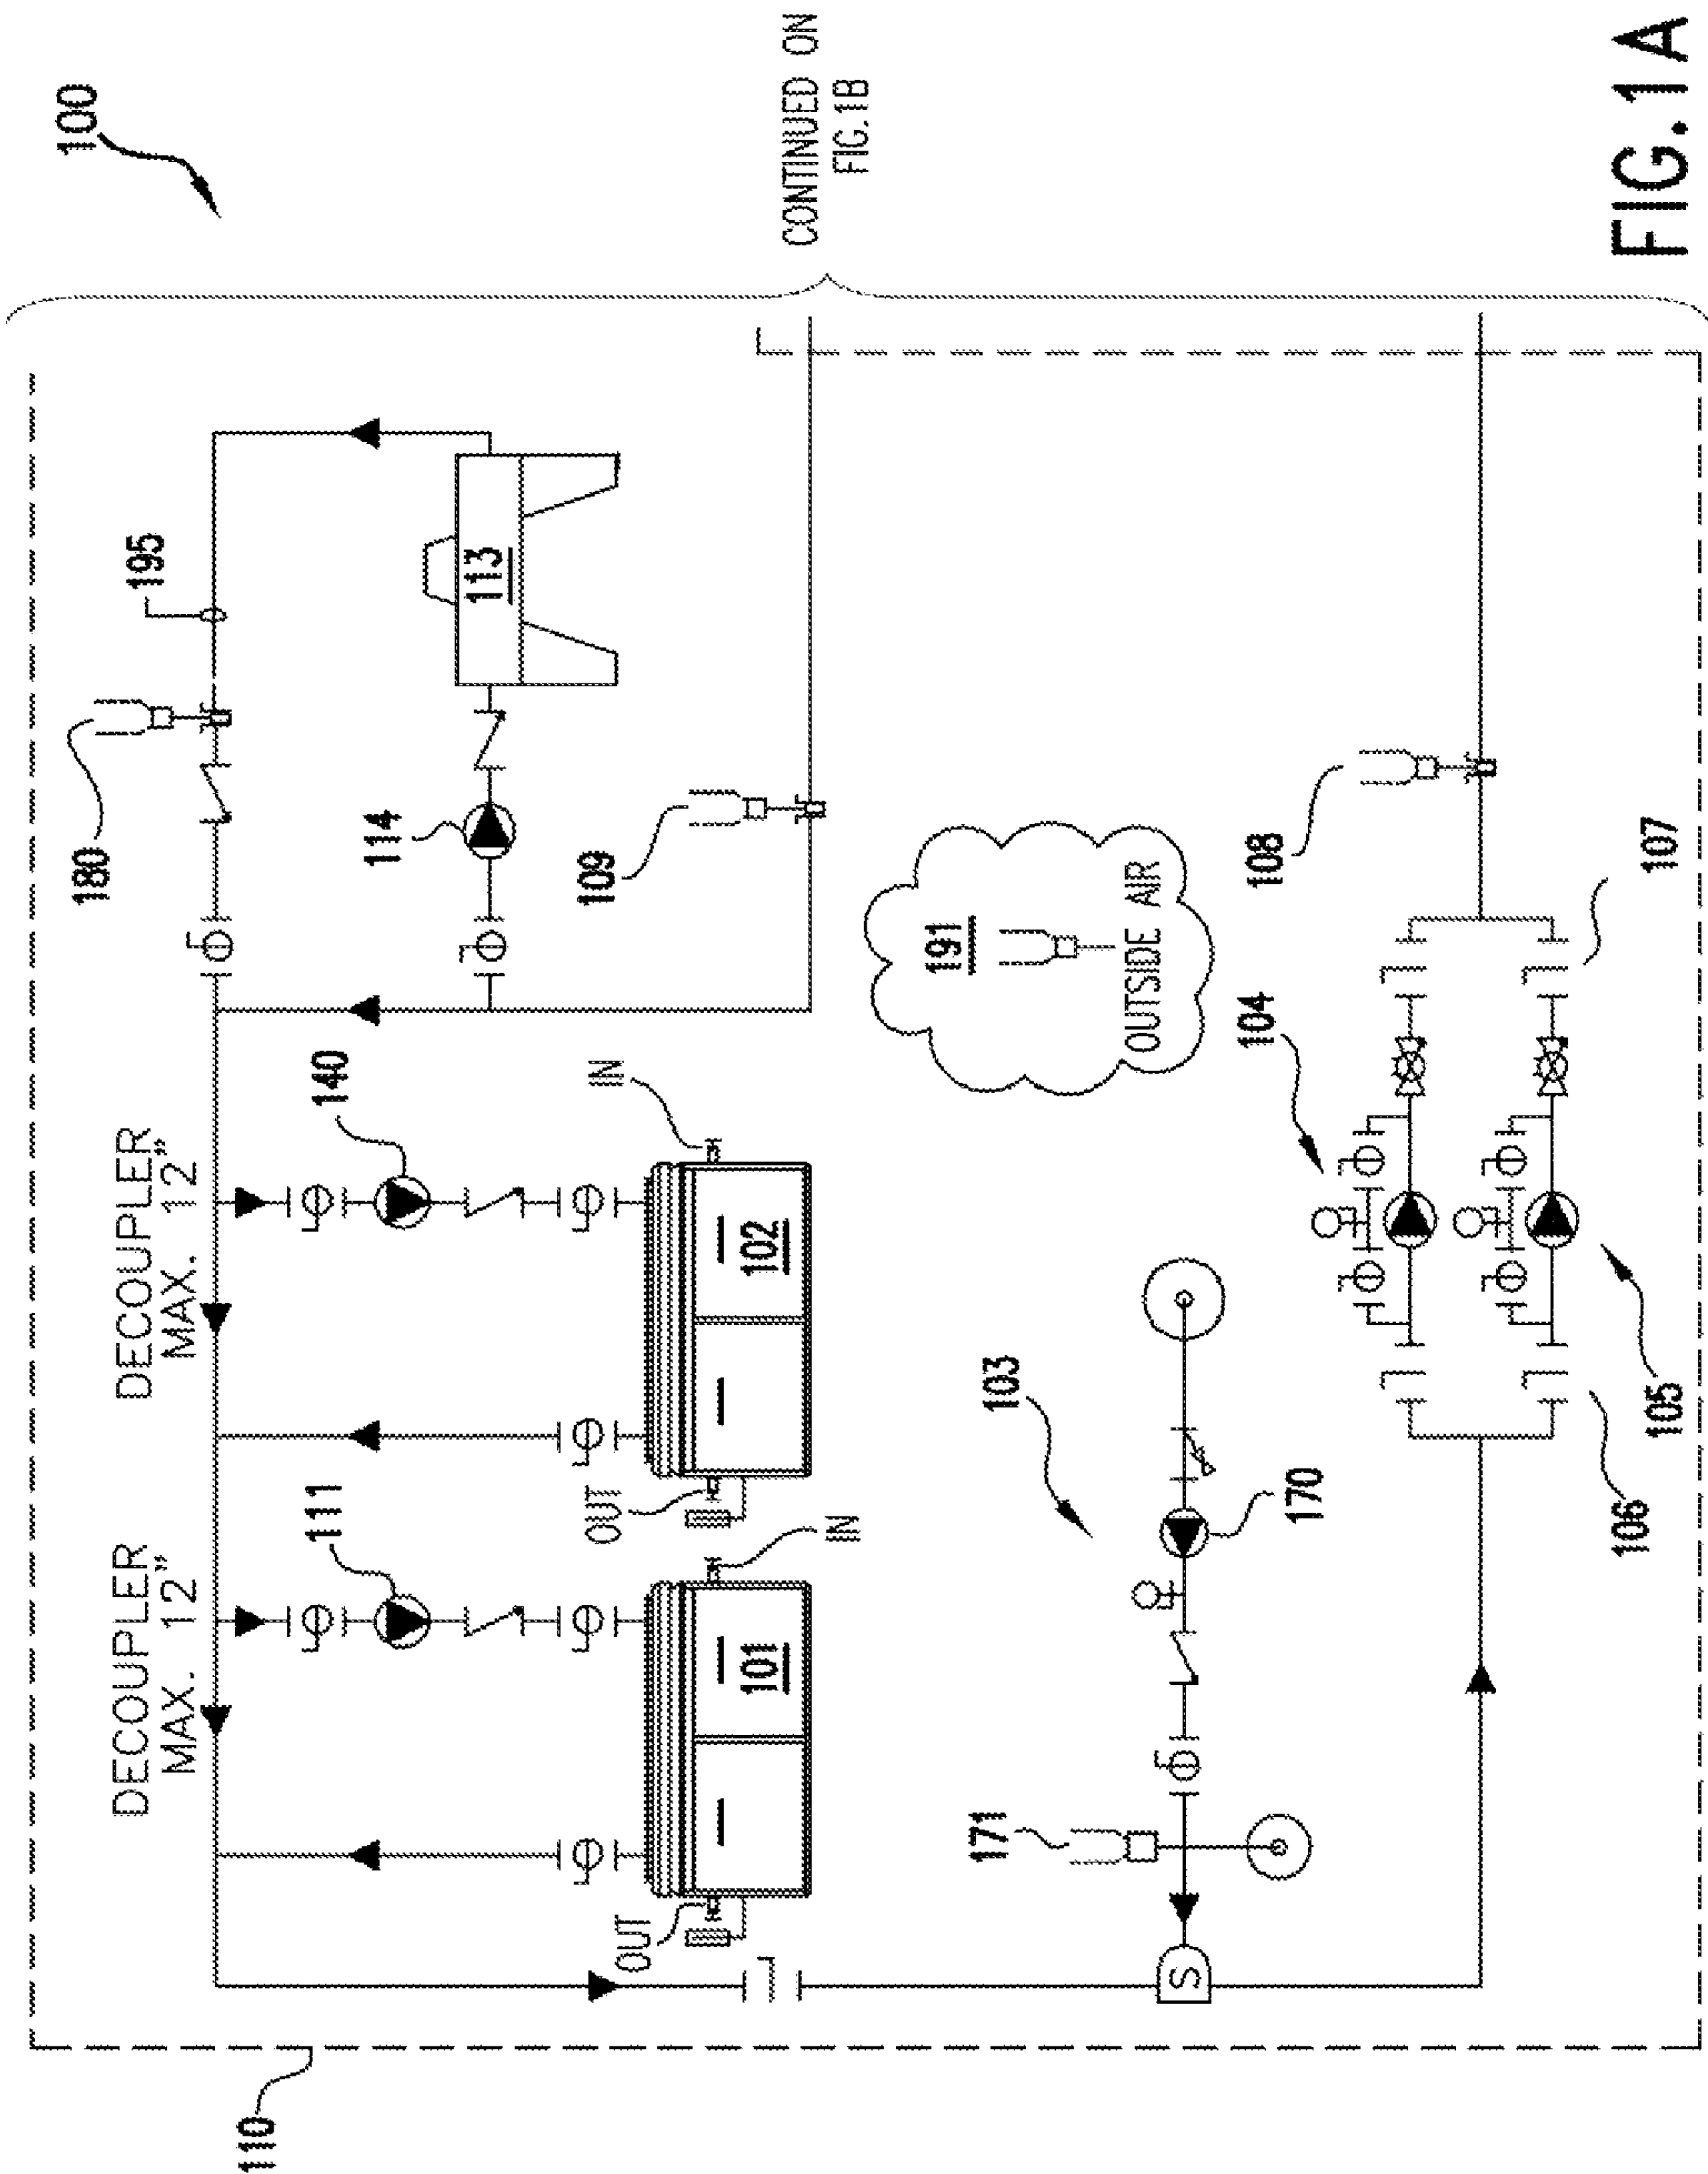 100
CONTINUED ON
FIG.1B
FIG.1A
110
DECOUPLER
MAX. 12"
DECOUPLER
MAX. 12"
180
195
111
140
114
113
109
OUT
IN
OUT
IN
101
102
191
OUTSIDE AIR
103
171
170
S
104
108
105
106
107